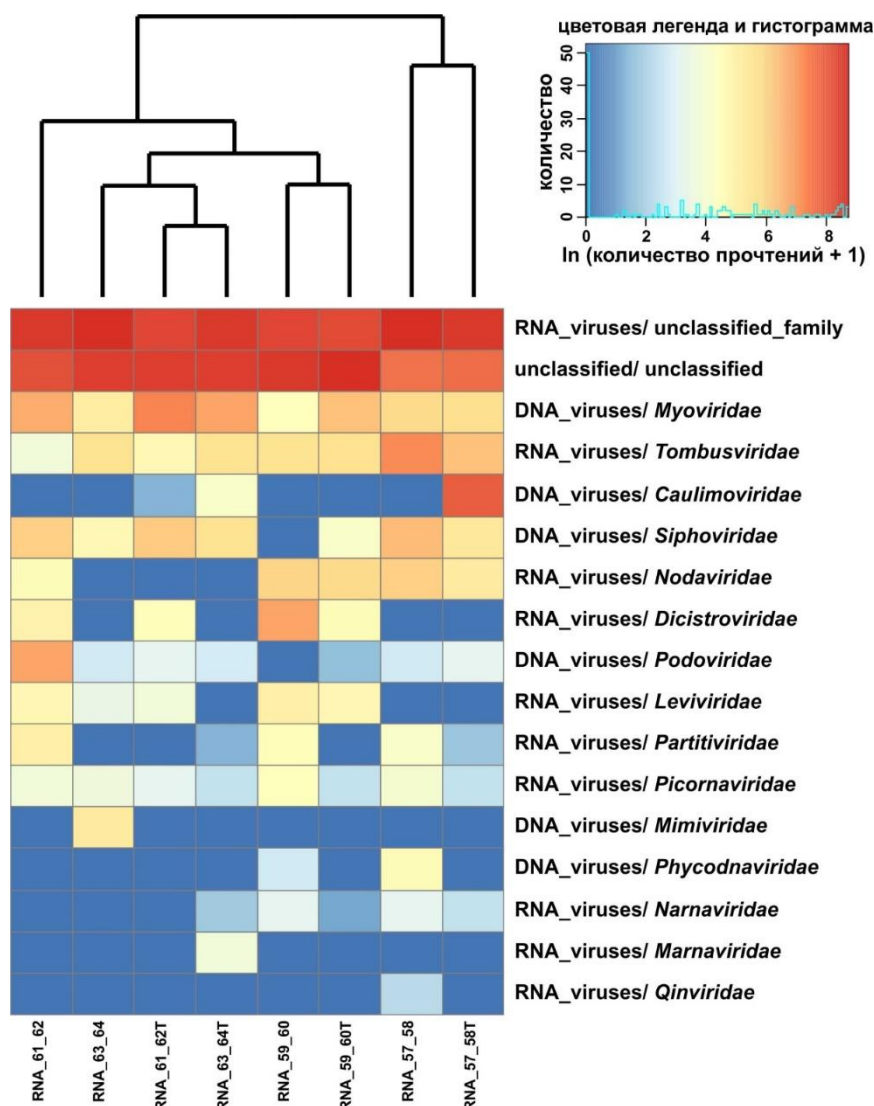 цветовая легенда и гистограмма
количество
50
40
30
20
10
0
0 2 4 6 8
ln (количество прочтений + 1)
RNA_viruses/ unclassified_family
unclassified/ unclassified
DNA_viruses/ Myoviridae
RNA_viruses/ Tombusviridae
DNA_viruses/ Caulimoviridae
DNA_viruses/ Siphoviridae
RNA_viruses/ Nodaviridae
RNA_viruses/ Dicistroviridae
DNA_viruses/ Podoviridae
RNA_viruses/ Leviviridae
RNA_viruses/ Partitiviridae
RNA_viruses/ Picornaviridae
DNA_viruses/ Mimiviridae
DNA_viruses/ Phycodnaviridae
RNA_viruses/ Narnaviridae
RNA_viruses/ Marnaviridae
RNA_viruses/ Qinviridae
RNA_61_62
RNA_63_64
RNA_61_62T
RNA_63_64T
RNA_59_60
RNA_59_60T
RNA_57_58
RNA_57_58T